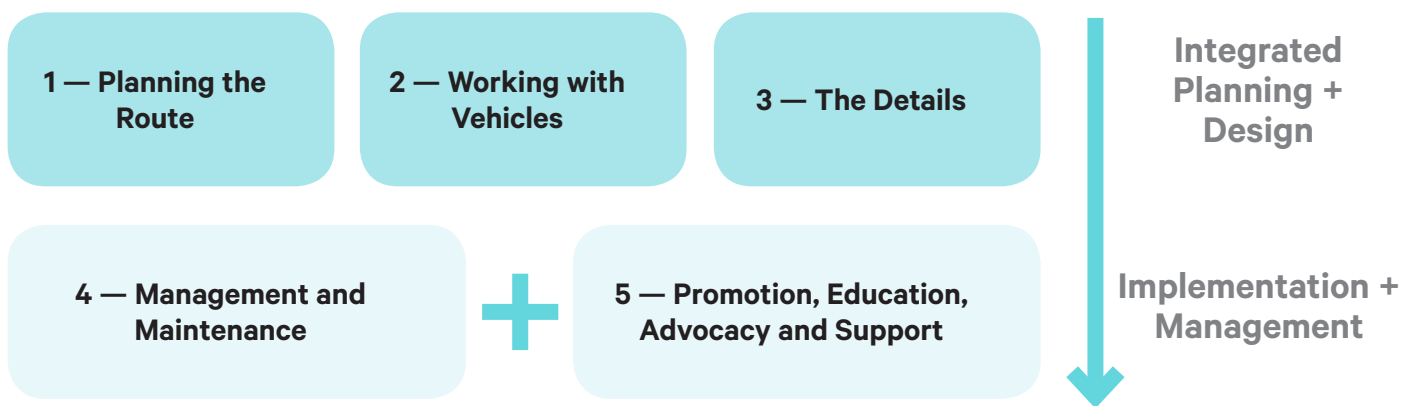 1 — Planning the
Route
2 — Working with
Vehicles
3 — The Details
Integrated
Planning +
Design
4 — Management and
Maintenance
5 — Promotion, Education,
Advocacy and Support
Implementation +
Management